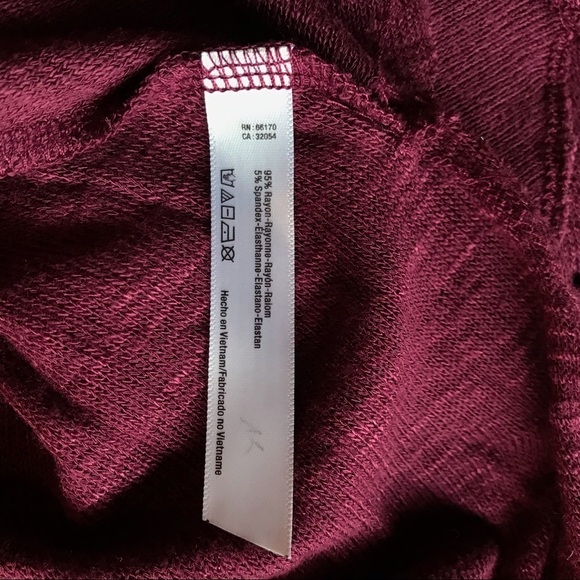 RN: 66170
CA: 32054
95% Rayon-Rayonne-Rayón-Raiom
5% Spandex-Élasthanne-Elastano-Elastan
Hecho en Vietnam/Fabricado no Vietname